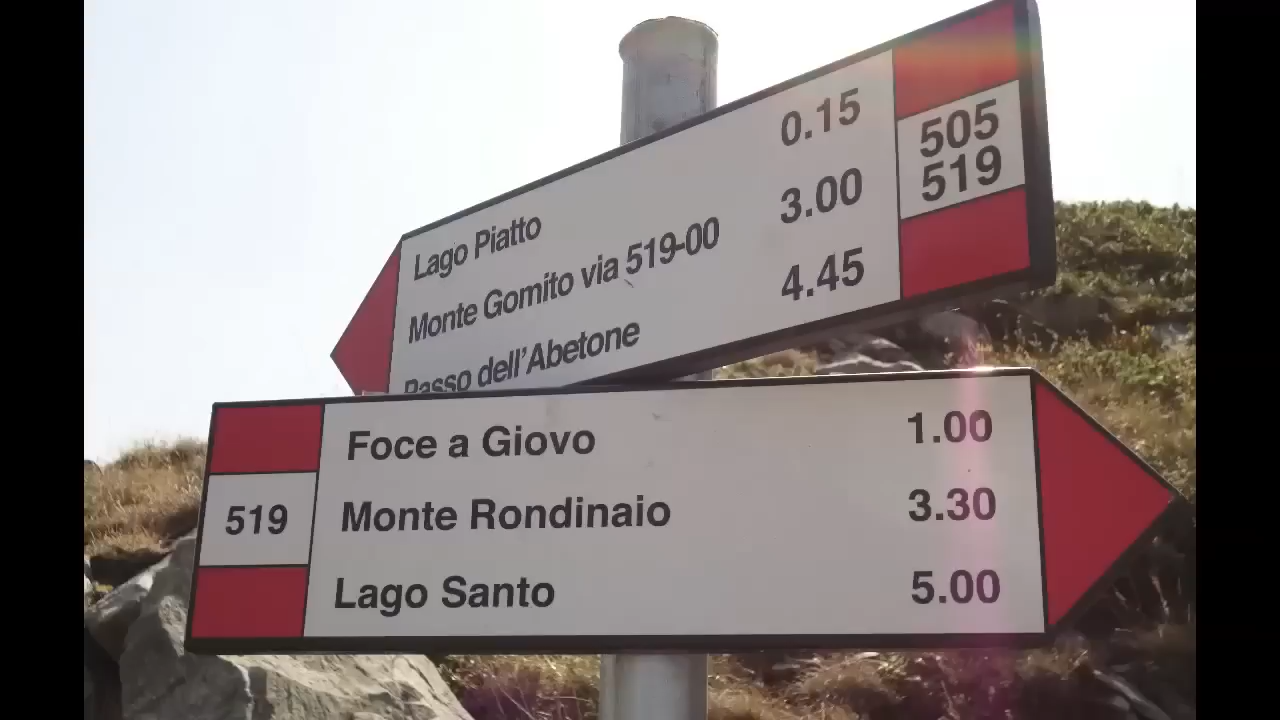 Lago Piatto 0.15
Monte Gomito via 519-00 3.00
Passo dell'Abetone 4.45
505
519
Foce a Giovo 1.00
519 Monte Rondinaio 3.30
Lago Santo 5.00